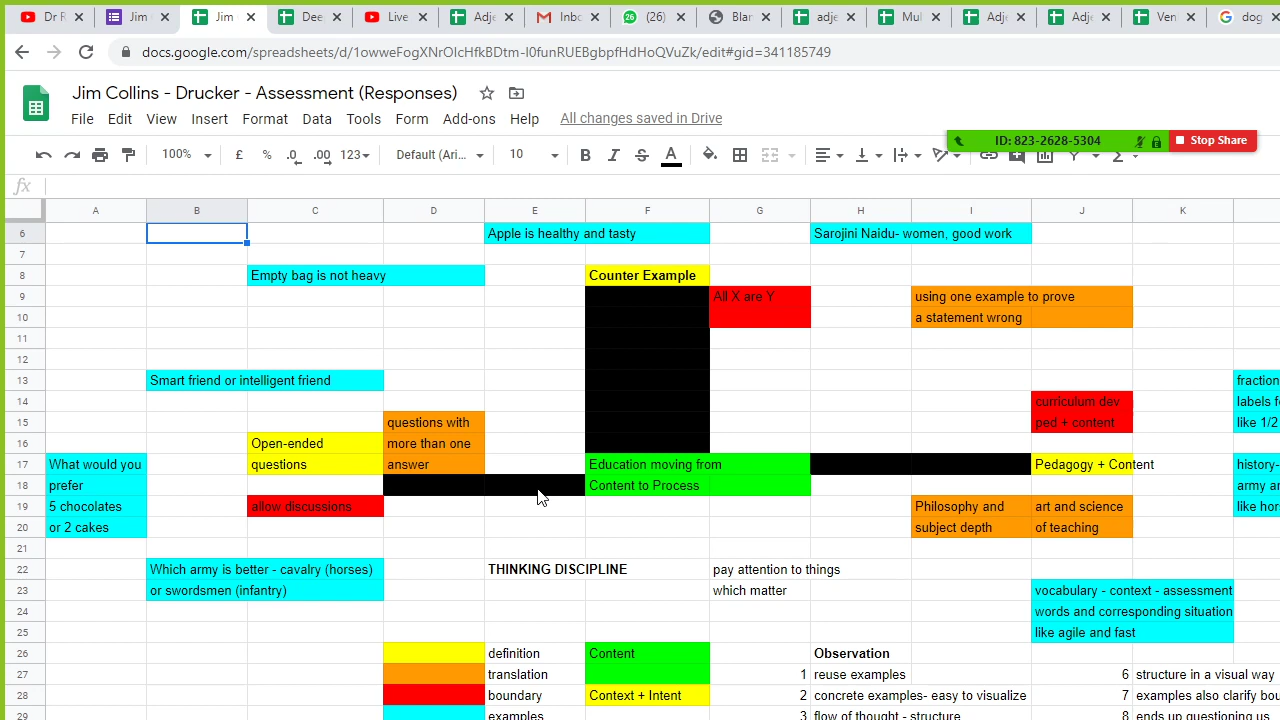 Dr R
Jim
Jim
Dee
Live
Adje
Inbo
26
(26)
Blar
adje
Mul
Adje
Adje
Ven
dog
docs.google.com/spreadsheets/d/1owweFogXNrOlcHfkBDtm-I0funRUEBgbpfHdHoQVuZk/edit#gid=341185749
Jim Collins - Drucker - Assessment (Responses)
File Edit View Insert Format Data Tools Form Add-ons Help All changes saved in Drive
ID: 823-2628-5304 Stop Share
100% £ % .0 .00 123 Default (Ari... 10 B I S A
fx
A B C D E F G H I J K
6 Apple is healthy and tasty Sarojini Naidu- women, good work
7
8 Empty bag is not heavy Counter Example
9 All X are Y using one example to prove
10 a statement wrong
11
12
13 Smart friend or intelligent friend fraction
14 curriculum dev labels f
15 questions with ped + content like 1/2
16 Open-ended more than one
17 What would you questions answer Education moving from Pedagogy + Content history-
18 prefer Content to Process army ar
19 5 chocolates allow discussions Philosophy and art and science like hor
20 or 2 cakes subject depth of teaching
21
22 Which army is better - cavalry (horses) THINKING DISCIPLINE pay attention to things
23 or swordsmen (infantry) which matter vocabulary - context - assessment
24 words and corresponding situation
25 like agile and fast
26 definition Content Observation
27 translation 1 reuse examples 6 structure in a visual way
28 boundary Context + Intent 2 concrete examples- easy to visualize 7 examples also clarify bou
29 examples 3 flow of thought - structure 8 ends up questioning us